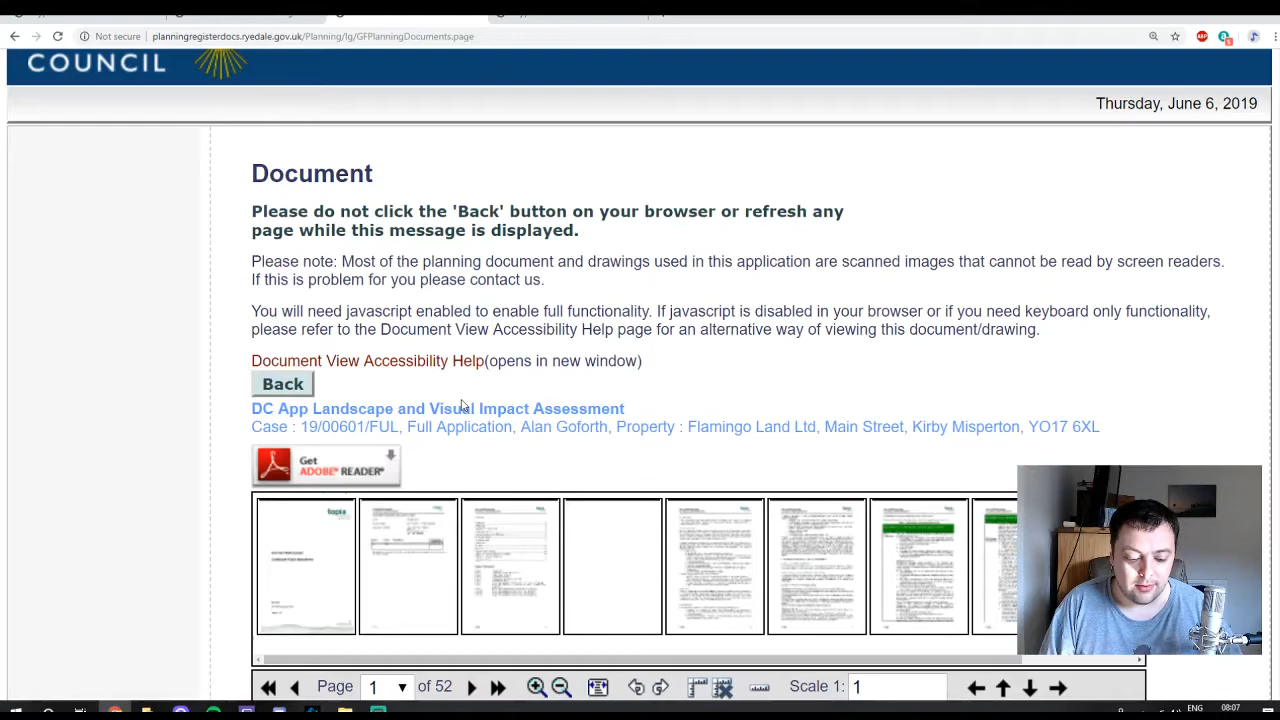 Not secure planningregisterdocs.ryedale.gov.uk/Planning/lg/GFPlanningDocuments.page
COUNCIL
Thursday, June 6, 2019
Document
Please do not click the 'Back' button on your browser or refresh any
page while this message is displayed.
Please note: Most of the planning document and drawings used in this application are scanned images that cannot be read by screen readers.
If this is problem for you please contact us.
You will need javascript enabled to enable full functionality. If javascript is disabled in your browser or if you need keyboard only functionality,
please refer to the Document View Accessibility Help page for an alternative way of viewing this document/drawing.
Document View Accessibility Help(opens in new window)
Back
DC App Landscape and Visual Impact Assessment
Case : 19/00601/FUL, Full Application, Alan Goforth, Property : Flamingo Land Ltd, Main Street, Kirby Misperton, YO17 6XL
Get
ADOBE® READER®
Page 1 of 52 Scale 1: 1
ENG 08:07